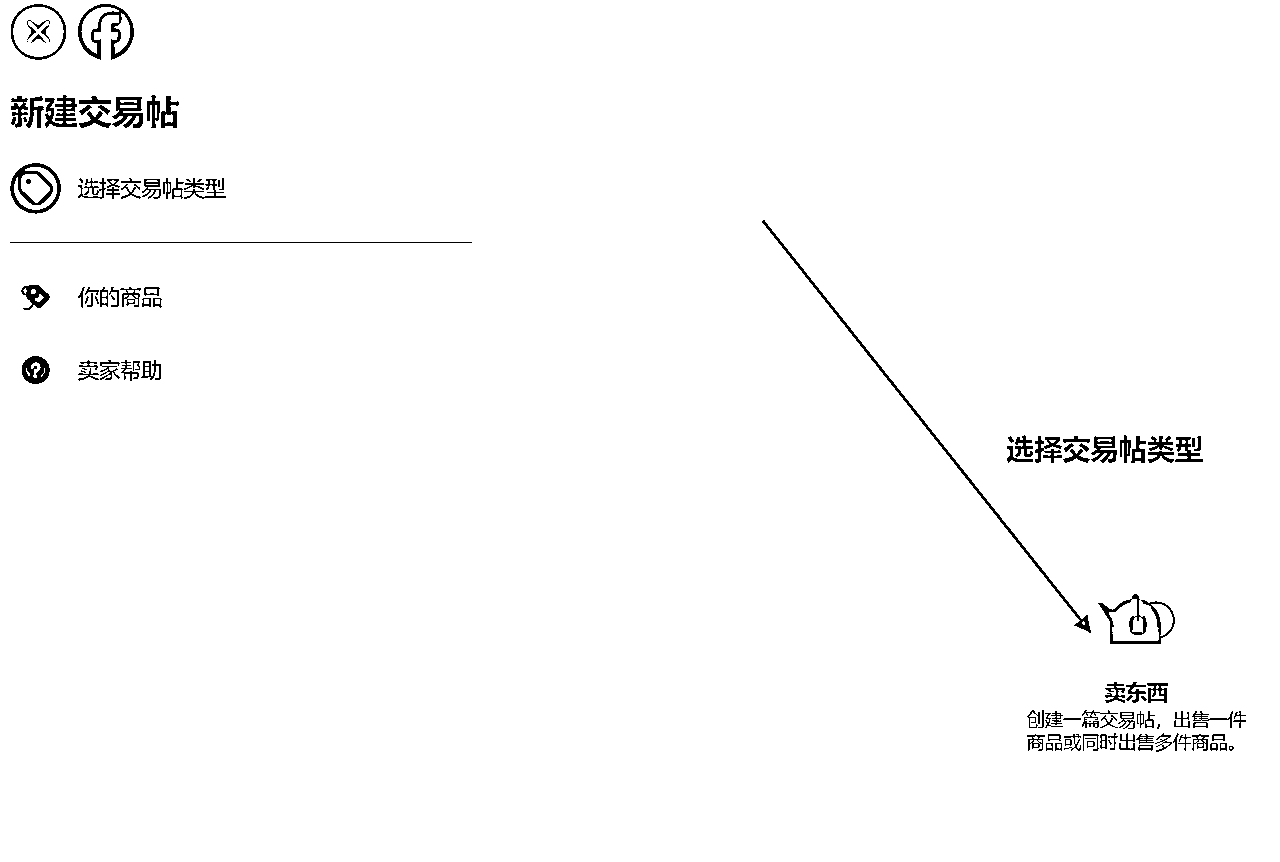 新建交易帖
选择交易帖类型
你的商品
卖家帮助
选择交易帖类型
卖东西
创建一篇交易帖，出售一件
商品或同时出售多件商品。